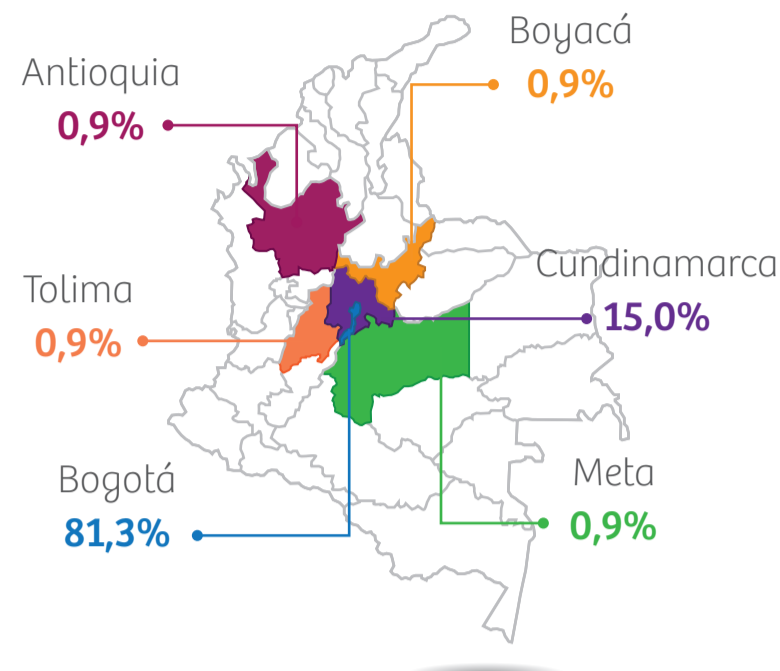 Boyacá
0,9%
Antioquia
0,9%
Cundinamarca
15,0%
Tolima
0,9%
Bogotá
81,3%
Meta
0,9%